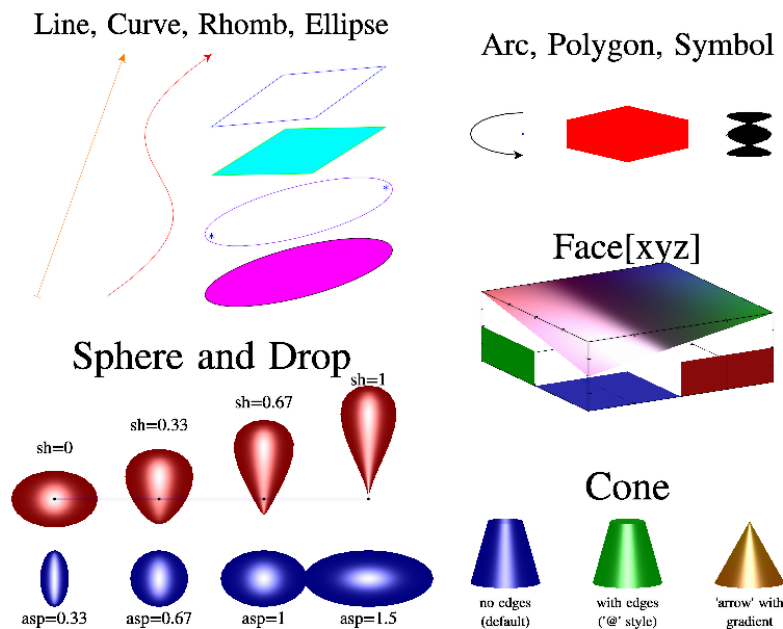 Line, Curve, Rhomb, Ellipse
Arc, Polygon, Symbol
Face[xyz]
Sphere and Drop
sh=0
sh=0.33
sh=0.67
sh=1
asp=0.33
asp=0.67
asp=1
asp=1.5
Cone
no edges
(default)
with edges
('@' style)
'arrow' with
gradient